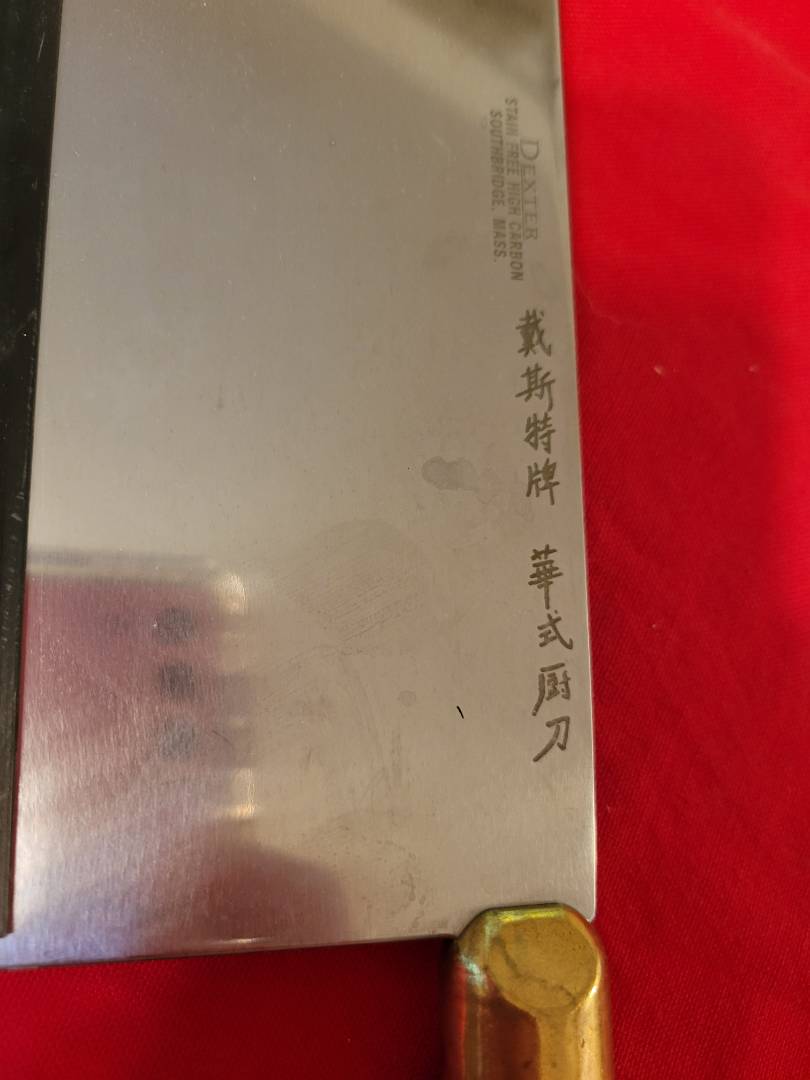 DEXTER
STAIN FREE HIGH CARBON
SOUTHBRIDGE, MASS.
戴斯特牌 華式厨刀